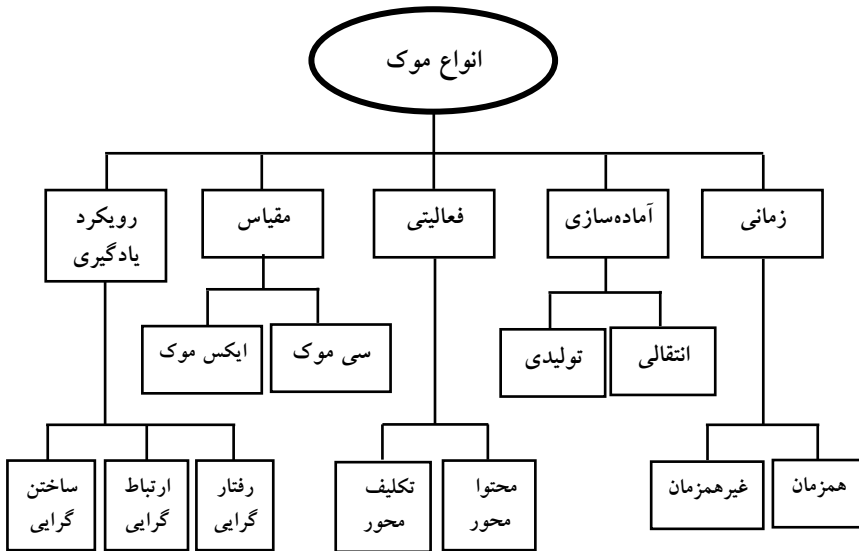 انواع موک
زمانی
آماده‌سازی
فعالیتی
مقیاس
رویکرد
یادگیری
انتقالی
تولیدی
سی موک
ایکس موک
همزمان
غیرهمزمان
محتوا
محور
تکلیف
محور
رفتار
گرایی
ارتباط
گرایی
ساختن
گرایی